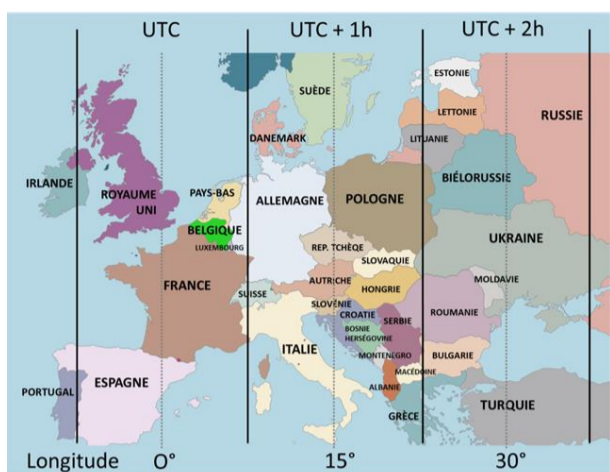 UTC
UTC + 1h
UTC + 2h
ESTONIE
SUÈDE
LETTONIE
RUSSIE
DANEMARK
LITUANIE
IRLANDE
ROYAUME
UNI
PAYS-BAS
ALLEMAGNE
POLOGNE
BIÉLORUSSIE
BELGIQUE
LUXEMBOURG
REP. TCHÈQE
UKRAINE
SLOVAQUIE
FRANCE
SUISSE
AUTRICHE
HONGRIE
MOLDAVIE
SLOVÉNIE
CROATIE
SERBIE
ROUMANIE
BOSNIE
HERSÉGOVINE
ITALIE
MONTENEGRO
BULGARIE
MACÉDOINE
ALBANIE
PORTUGAL
ESPAGNE
GRÈCE
TURQUIE
Longitude O° 15° 30°